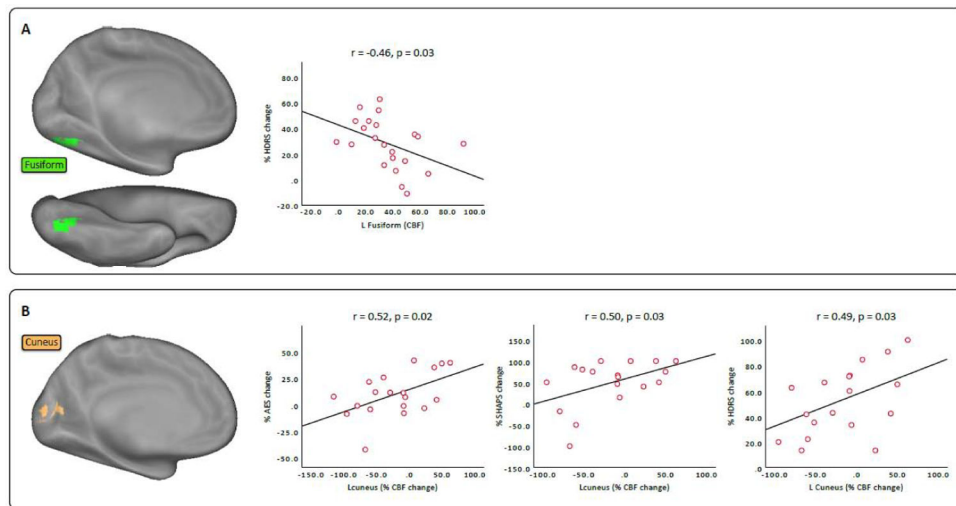 A
Fusiform
r = -0.46, p = 0.03
% HDRS change
80.0
60.0
40.0
20.0
.0
-20.0
-20.0 .0 20.0 40.0 60.0 80.0 100.0
L Fusiform (CBF)
B
Cuneus
r = 0.52, p = 0.02
% AES change
50.0
25.0
.0
-25.0
-50.0
-150.0 -100.0 -50.0 .0 50.0 100.0
Lcuneus (% CBF change)
r = 0.50, p = 0.03
% SHAPS change
150.0
100.0
50.0
.0
-50.0
-100.0
-150.0
-100.0 -50.0 .0 50.0 100.0
Lcuneus (% CBF change)
r = 0.49, p = 0.03
% HDRS change
100.0
80.0
60.0
40.0
20.0
.0
-100.0 -50.0 .0 50.0 100.0
L Cuneus (% CBF change)